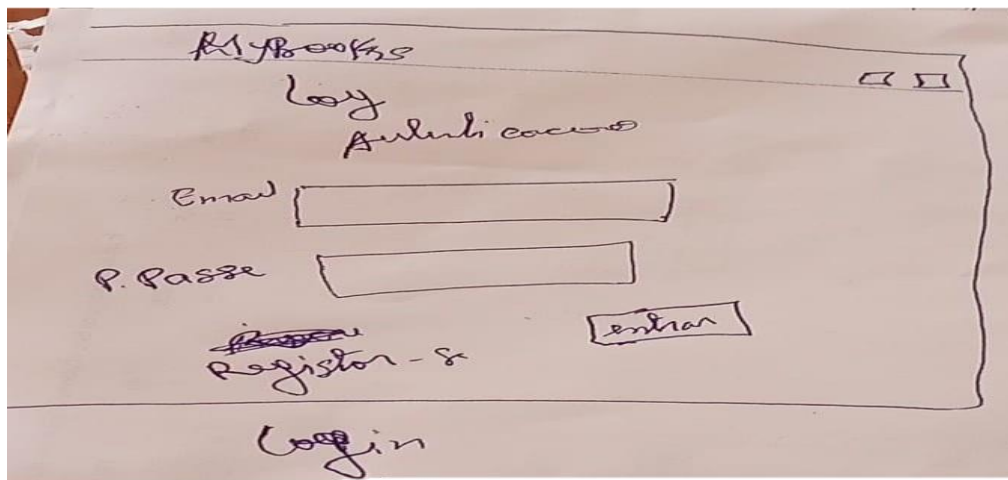 MyBooks
Log
Autenticacao
Email
P. Passe
entrar
Registar-se
Login